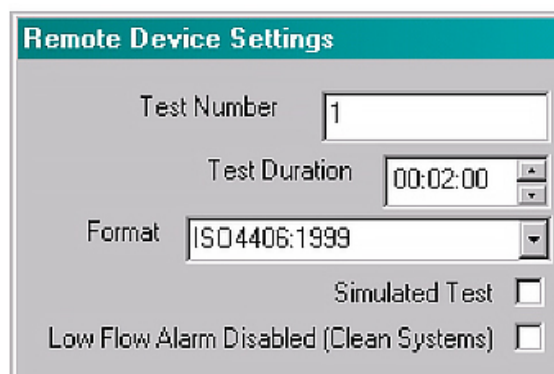 Remote Device Settings
Test Number 1
Test Duration 00:02:00
Format ISO4406:1999
Simulated Test
Low Flow Alarm Disabled (Clean Systems)